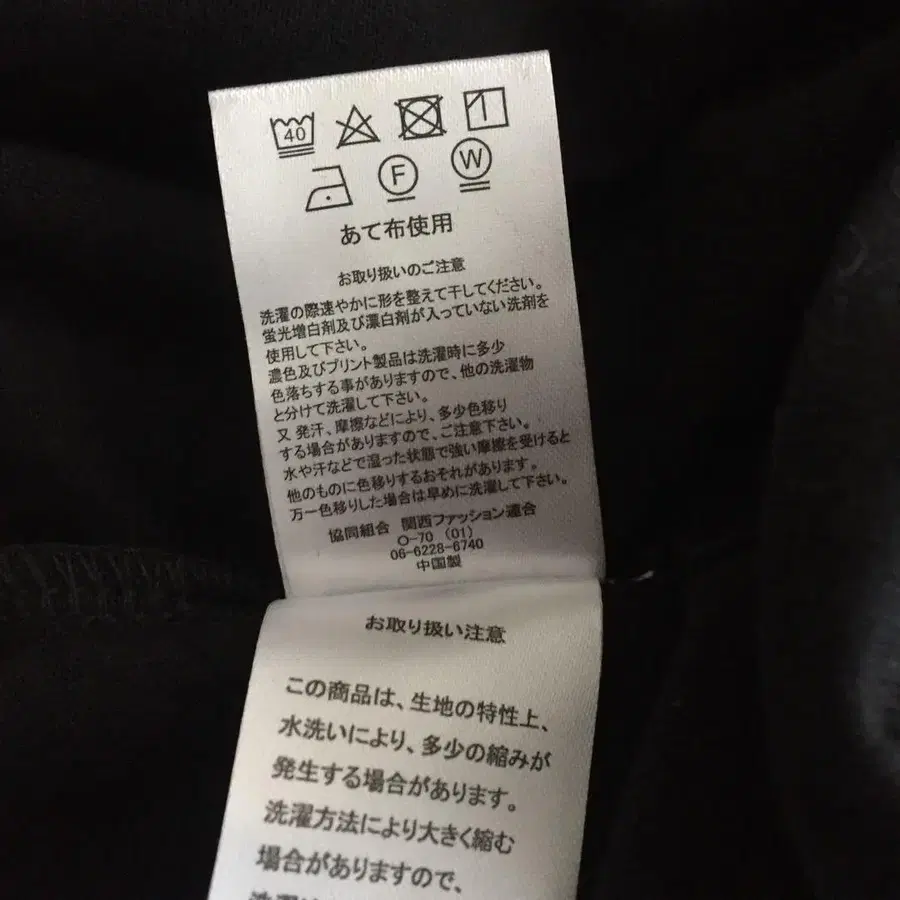 40
F W
あて布使用
お取り扱いのご注意
洗濯の際速やかに形を整えて干してください。
蛍光増白剤及び漂白剤が入っていない洗剤を
使用して下さい。
濃色及びプリント製品は洗濯時に多少
色落ちする事がありますので、他の洗濯物
と分けて洗濯して下さい。
又 発汗、摩擦などにより、多少色移り
する場合がありますので、ご注意下さい。
水や汗などで湿った状態で強い摩擦を受けると
他のものに色移りするおそれがあります。
万一色移りした場合は早めに洗濯して下さい。
協同組合 関西ファッション連合
O-70 (01)
06-6228-6740
中国製
お取り扱い注意
この商品は、生地の特性上、
水洗いにより、多少の縮みが
発生する場合があります。
洗濯方法により大きく縮む
場合がありますので、